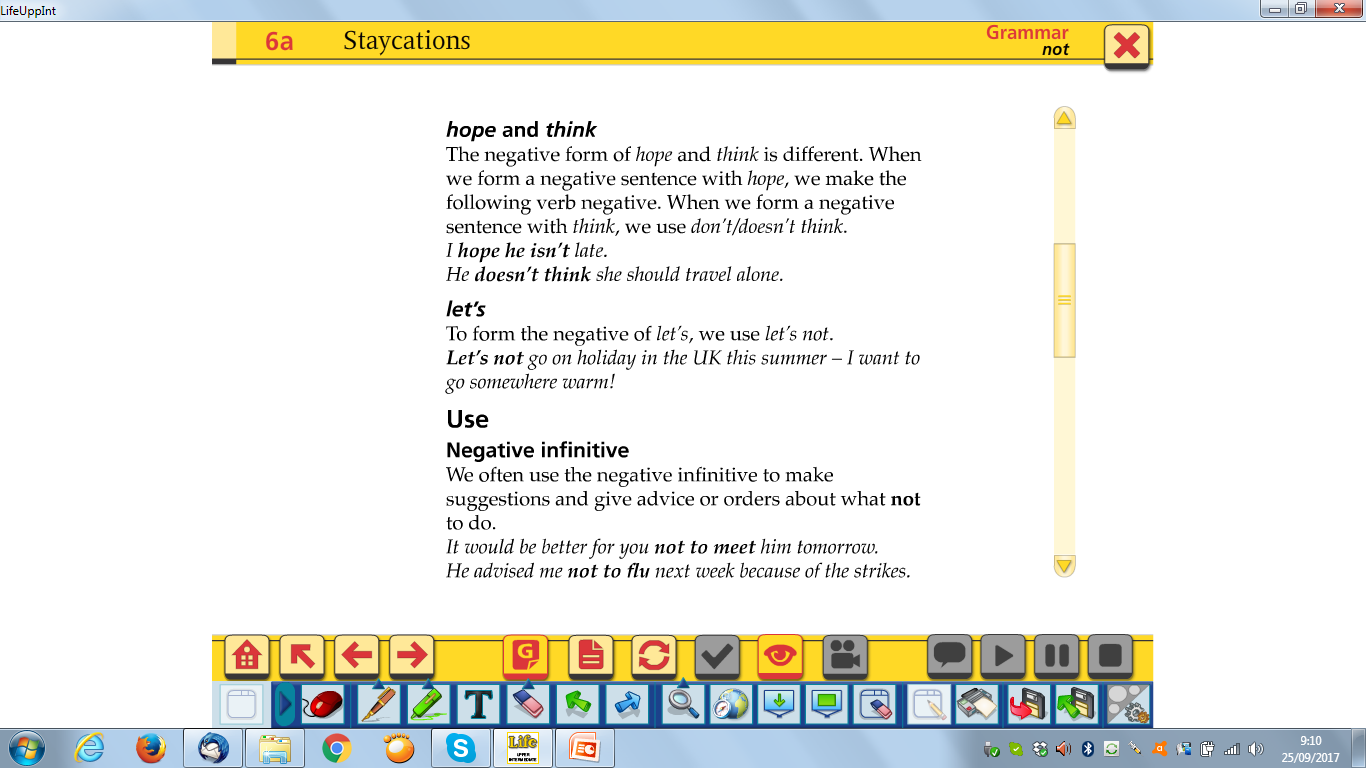 LifeUppInt
6a Staycations
Grammar
not
hope and think
The negative form of hope and think is different. When
we form a negative sentence with hope, we make the
following verb negative. When we form a negative
sentence with think, we use don't/doesn't think.
I hope he isn't late.
He doesn't think she should travel alone.
let's
To form the negative of let's, we use let's not.
Let's not go on holiday in the UK this summer – I want to
go somewhere warm!
Use
Negative infinitive
We often use the negative infinitive to make
suggestions and give advice or orders about what not
to do.
It would be better for you not to meet him tomorrow.
He advised me not to fly next week because of the strikes.
G
T
Life
UPPER
INTERMEDIATE
9:10
25/09/2017